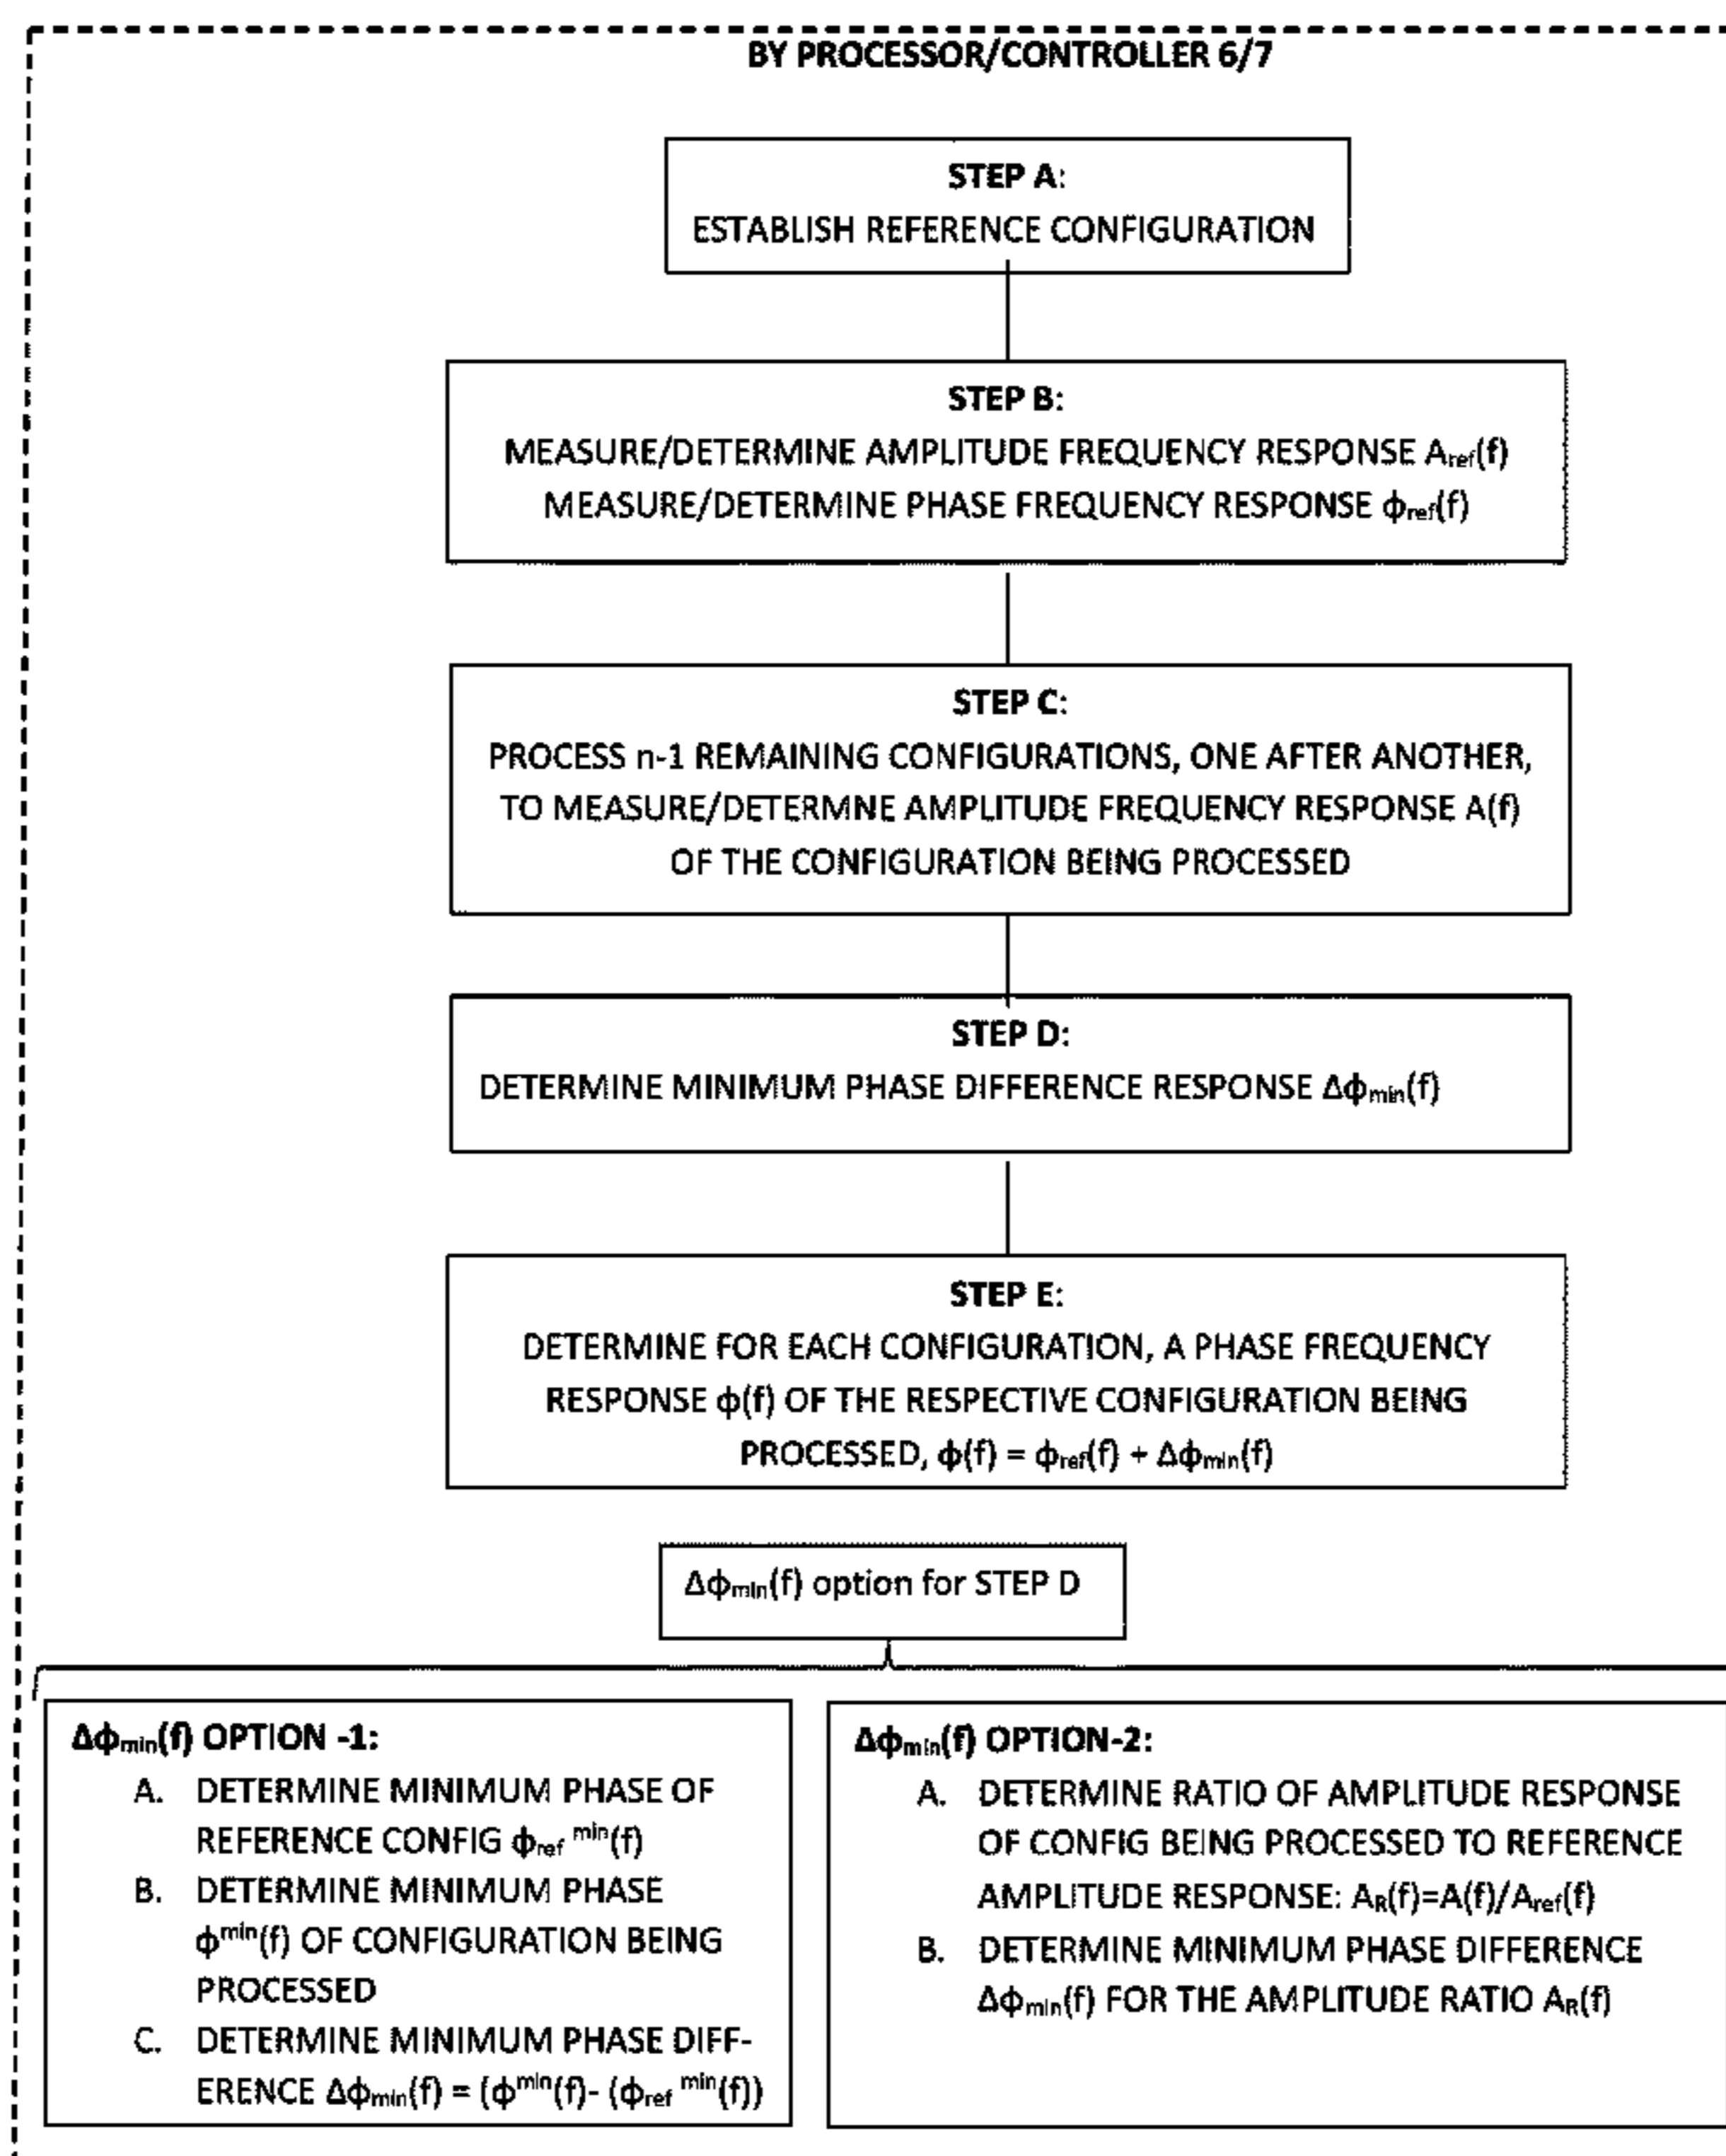 BY PROCESSOR/CONTROLLER 6/7
STEP A:
ESTABLISH REFERENCE CONFIGURATION
STEP B:
MEASURE/DETERMINE AMPLITUDE FREQUENCY RESPONSE Aref(f)
MEASURE/DETERMINE PHASE FREQUENCY RESPONSE ϕref(f)
STEP C:
PROCESS n-1 REMAINING CONFIGURATIONS, ONE AFTER ANOTHER,
TO MEASURE/DETERMNE AMPLITUDE FREQUENCY RESPONSE A(f)
OF THE CONFIGURATION BEING PROCESSED
STEP D:
DETERMINE MINIMUM PHASE DIFFERENCE RESPONSE Δϕmin(f)
STEP E:
DETERMINE FOR EACH CONFIGURATION, A PHASE FREQUENCY
RESPONSE ϕ(f) OF THE RESPECTIVE CONFIGURATION BEING
PROCESSED, ϕ(f) = ϕref(f) + Δϕmin(f)
Δϕmin(f) option for STEP D
Δϕmin(f) OPTION -1:
A. DETERMINE MINIMUM PHASE OF
REFERENCE CONFIG ϕref min(f)
B. DETERMINE MINIMUM PHASE
ϕmin(f) OF CONFIGURATION BEING
PROCESSED
C. DETERMINE MINIMUM PHASE DIFF-
ERENCE Δϕmin(f) = (ϕmin(f)- (ϕref min(f))
Δϕmin(f) OPTION-2:
A. DETERMINE RATIO OF AMPLITUDE RESPONSE
OF CONFIG BEING PROCESSED TO REFERENCE
AMPLITUDE RESPONSE: AR(f)=A(f)/Aref(f)
B. DETERMINE MINIMUM PHASE DIFFERENCE
Δϕmin(f) FOR THE AMPLITUDE RATIO AR(f)